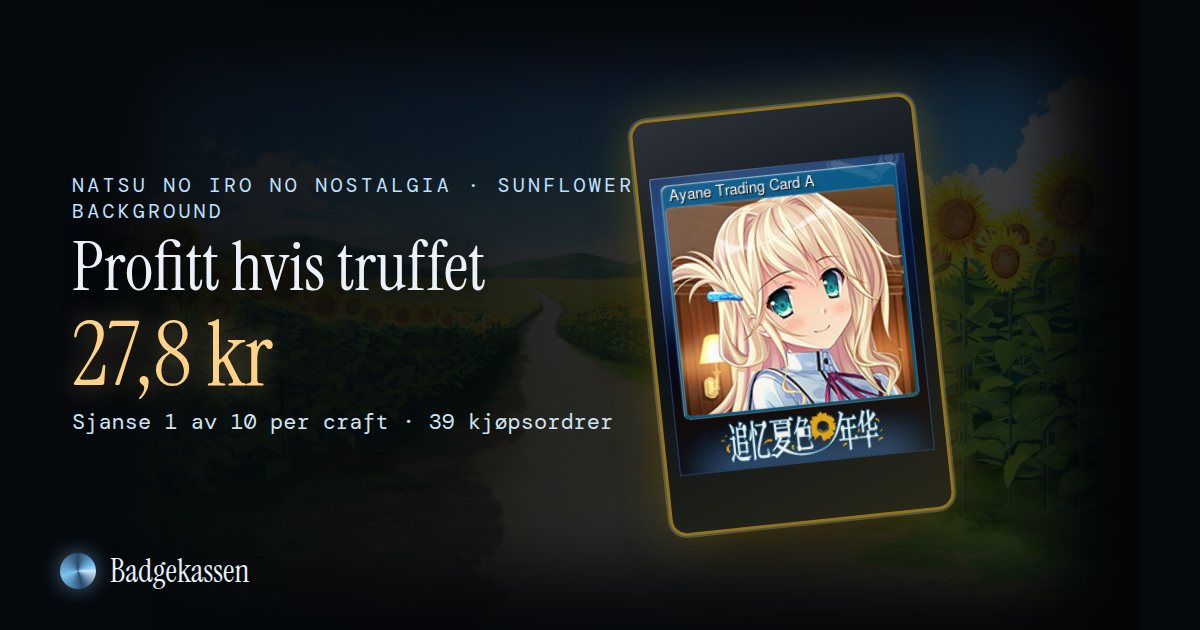 NATSU NO IRO NO NOSTALGIA · SUNFLOWER
BACKGROUND
Profitt hvis truffet
27,8 kr
Sjanse 1 av 10 per craft · 39 kjøpsordrer
Ayane Trading Card A
追忆夏色年华
Badgekassen